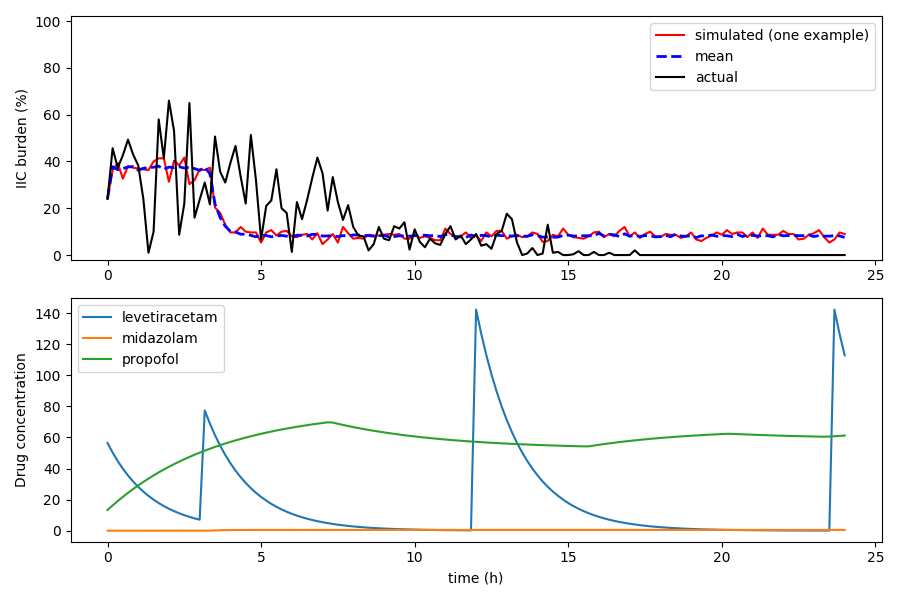 100
80
60
40
20
0
IIC burden (%)
simulated (one example)
mean
actual
0 5 10 15 20 25
140
120
100
80
60
40
20
0
Drug concentration
levetiracetam
midazolam
propofol
0 5 10 15 20 25
time (h)